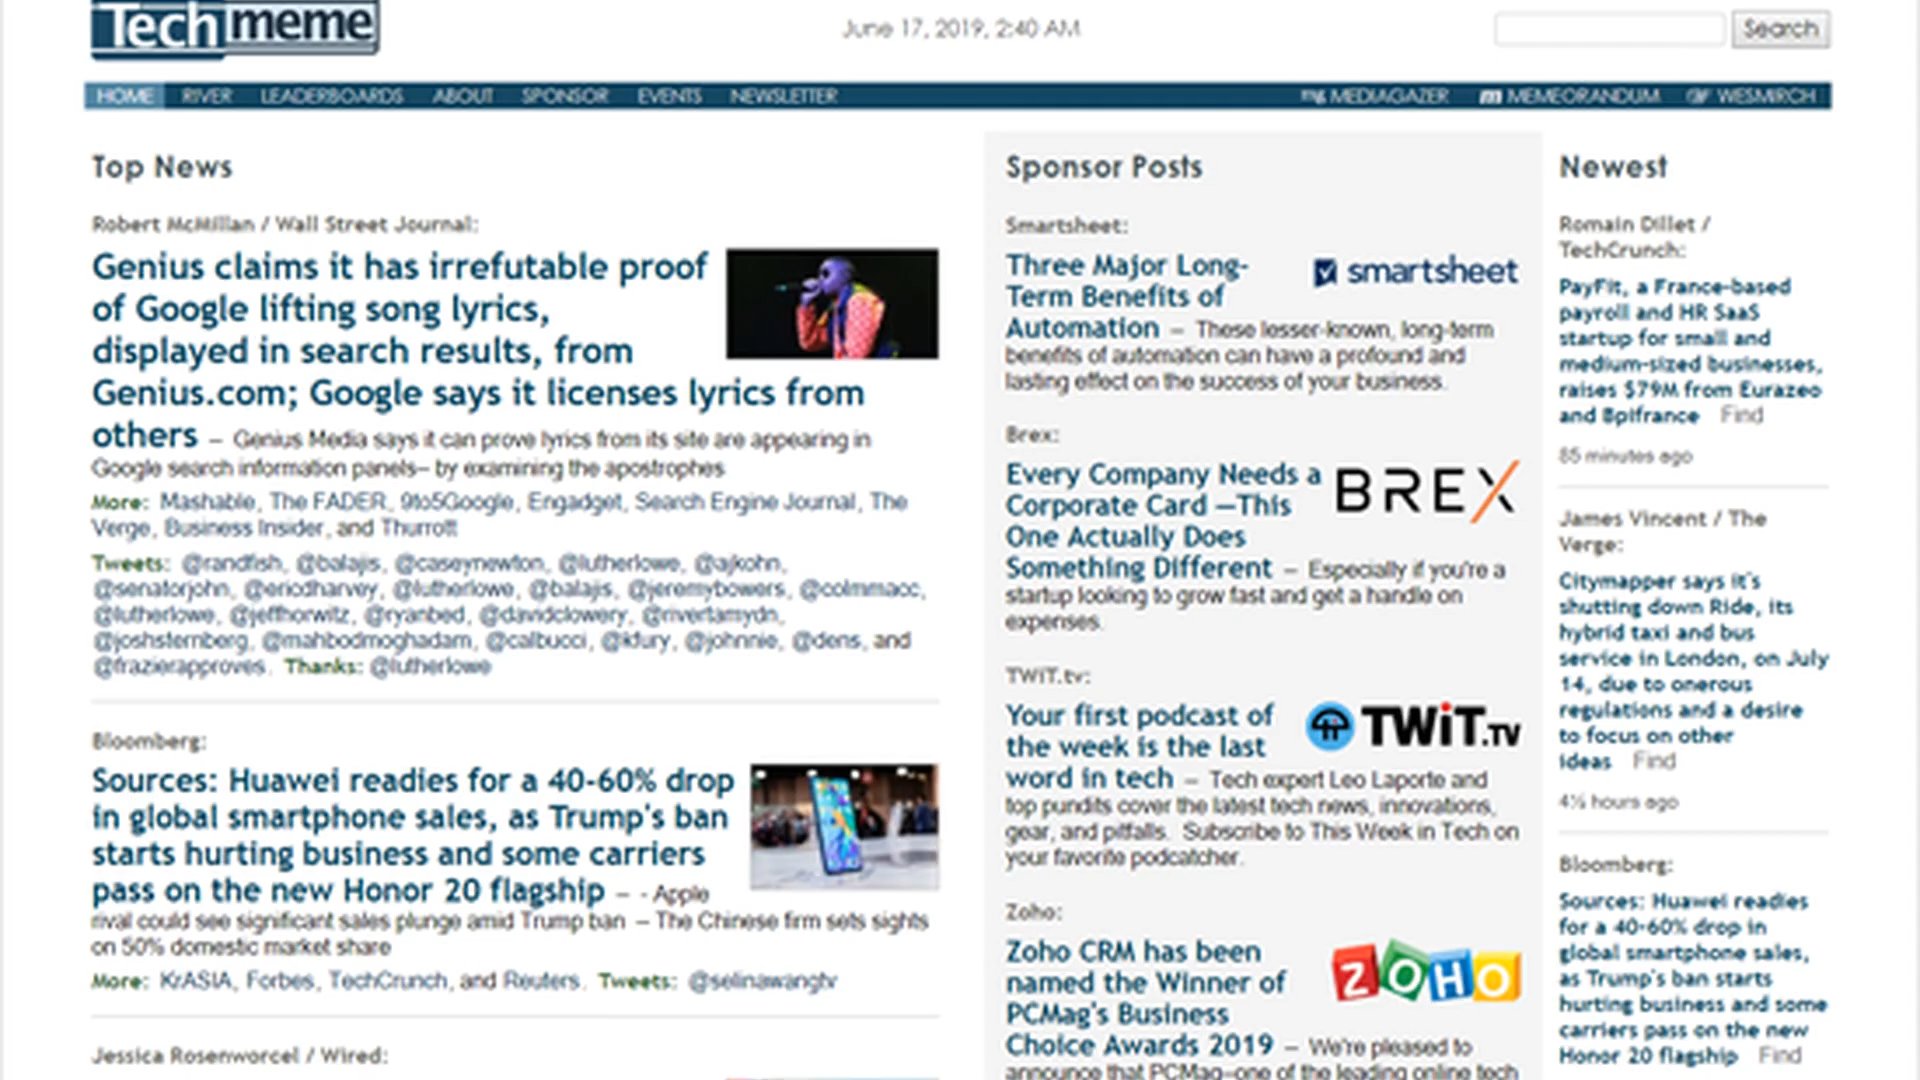 Techmeme
June 17, 2019, 2:40 AM
Search
HOME RIVER LEADERBOARDS ABOUT SPONSOR EVENTS NEWSLETTER
MEDIAGAZER MEMEORANDUM WESMIRCH
Top News
Robert McMillan / Wall Street Journal:
Genius claims it has irrefutable proof
of Google lifting song lyrics,
displayed in search results, from
Genius.com; Google says it licenses lyrics from
others — Genius Media says it can prove lyrics from its site are appearing in
Google search information panels— by examining the apostrophes
More: Mashable, The FADER, 9to5Google, Engadget, Search Engine Journal, The
Verge, Business Insider, and Thurrott
Tweets: @randfish, @balajis, @caseynewton, @lutherlowe, @ajkohn,
@senatorjohn, @ericdharvey, @lutherlowe, @balajis, @jeremybowers, @colmmacc,
@lutherlowe, @jeffhorwitz, @ryanbed, @davidclowery, @rivertamydn,
@joshsternberg, @mahbodmoghadam, @calbucci, @kfury, @johnnie, @dens, and
@frazierapproves. Thanks: @lutherlowe
Bloomberg:
Sources: Huawei readies for a 40-60% drop
in global smartphone sales, as Trump's ban
starts hurting business and some carriers
pass on the new Honor 20 flagship — - Apple
rival could see significant sales plunge amid Trump ban — The Chinese firm sets sights
on 50% domestic market share
More: KrASIA, Forbes, TechCrunch, and Reuters. Tweets: @selinawangtv
Jessica Rosenworcel / Wired:
Sponsor Posts
Smartsheet:
smartsheet
Three Major Long-
Term Benefits of
Automation — These lesser-known, long-term
benefits of automation can have a profound and
lasting effect on the success of your business.
Brex:
BREX
Every Company Needs a
Corporate Card —This
One Actually Does
Something Different — Especially if you're a
startup looking to grow fast and get a handle on
expenses.
TWiT.tv:
TWiT.TV
Your first podcast of
the week is the last
word in tech — Tech expert Leo Laporte and
top pundits cover the latest tech news, innovations,
gear, and pitfalls. Subscribe to This Week in Tech on
your favorite podcatcher.
Zoho:
ZOHO
Zoho CRM has been
named the Winner of
PCMag's Business
Choice Awards 2019 — We're pleased to
announce that PCMag—one of the leading online tech
Newest
Romain Dillet /
TechCrunch:
PayFit, a France-based
payroll and HR SaaS
startup for small and
medium-sized businesses,
raises $79M from Eurazeo
and Bpifrance Find
85 minutes ago
James Vincent / The
Verge:
Citymapper says it's
shutting down Ride, its
hybrid taxi and bus
service in London, on July
14, due to onerous
regulations and a desire
to focus on other
ideas Find
4½ hours ago
Bloomberg:
Sources: Huawei readies
for a 40-60% drop in
global smartphone sales,
as Trump's ban starts
hurting business and some
carriers pass on the new
Honor 20 flagship Find